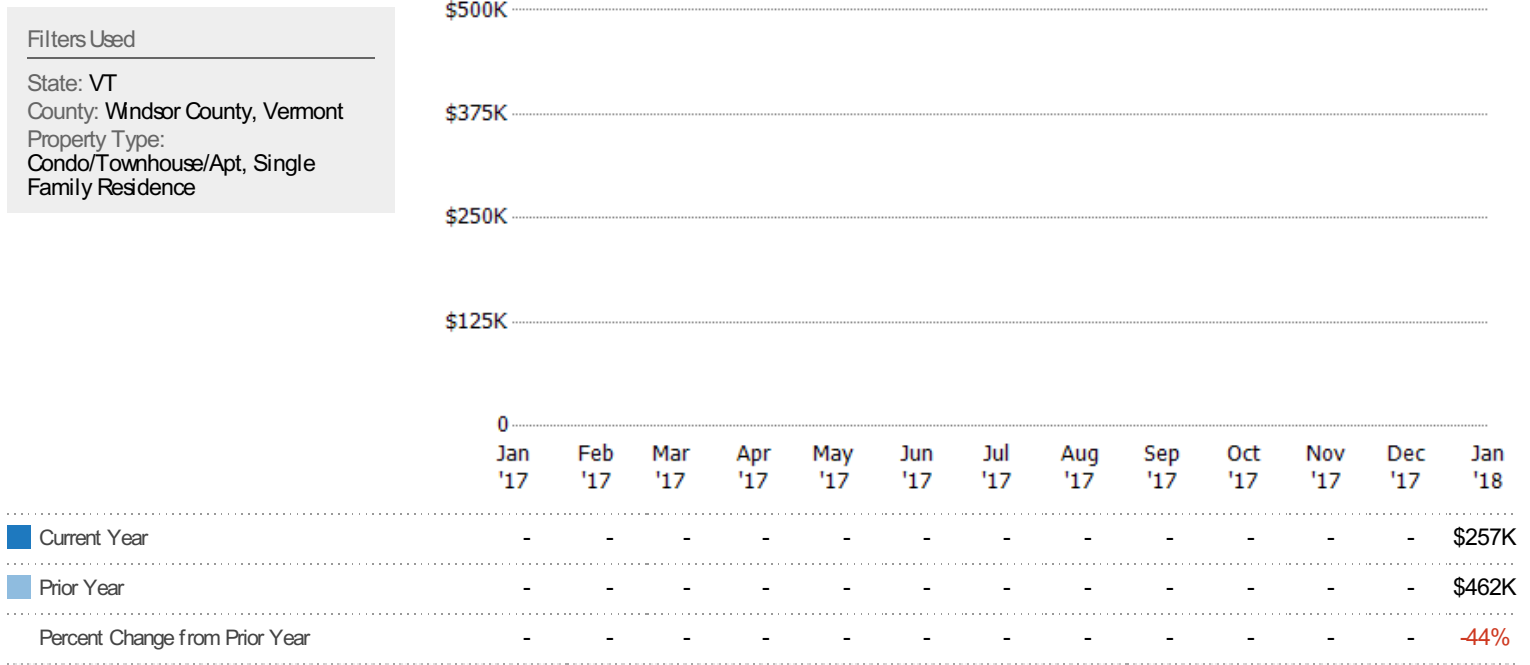 Filters Used
State: VT
County: Windsor County, Vermont
Property Type:
Condo/Townhouse/Apt, Single
Family Residence
$500K
$375K
$250K
$125K
0
Jan Feb Mar Apr May Jun Jul Aug Sep Oct Nov Dec Jan
'17 '17 '17 '17 '17 '17 '17 '17 '17 '17 '17 '17 '18
Current Year - - - - - - - - - - - - $257K
Prior Year - - - - - - - - - - - - $462K
Percent Change from Prior Year - - - - - - - - - - - - -44%